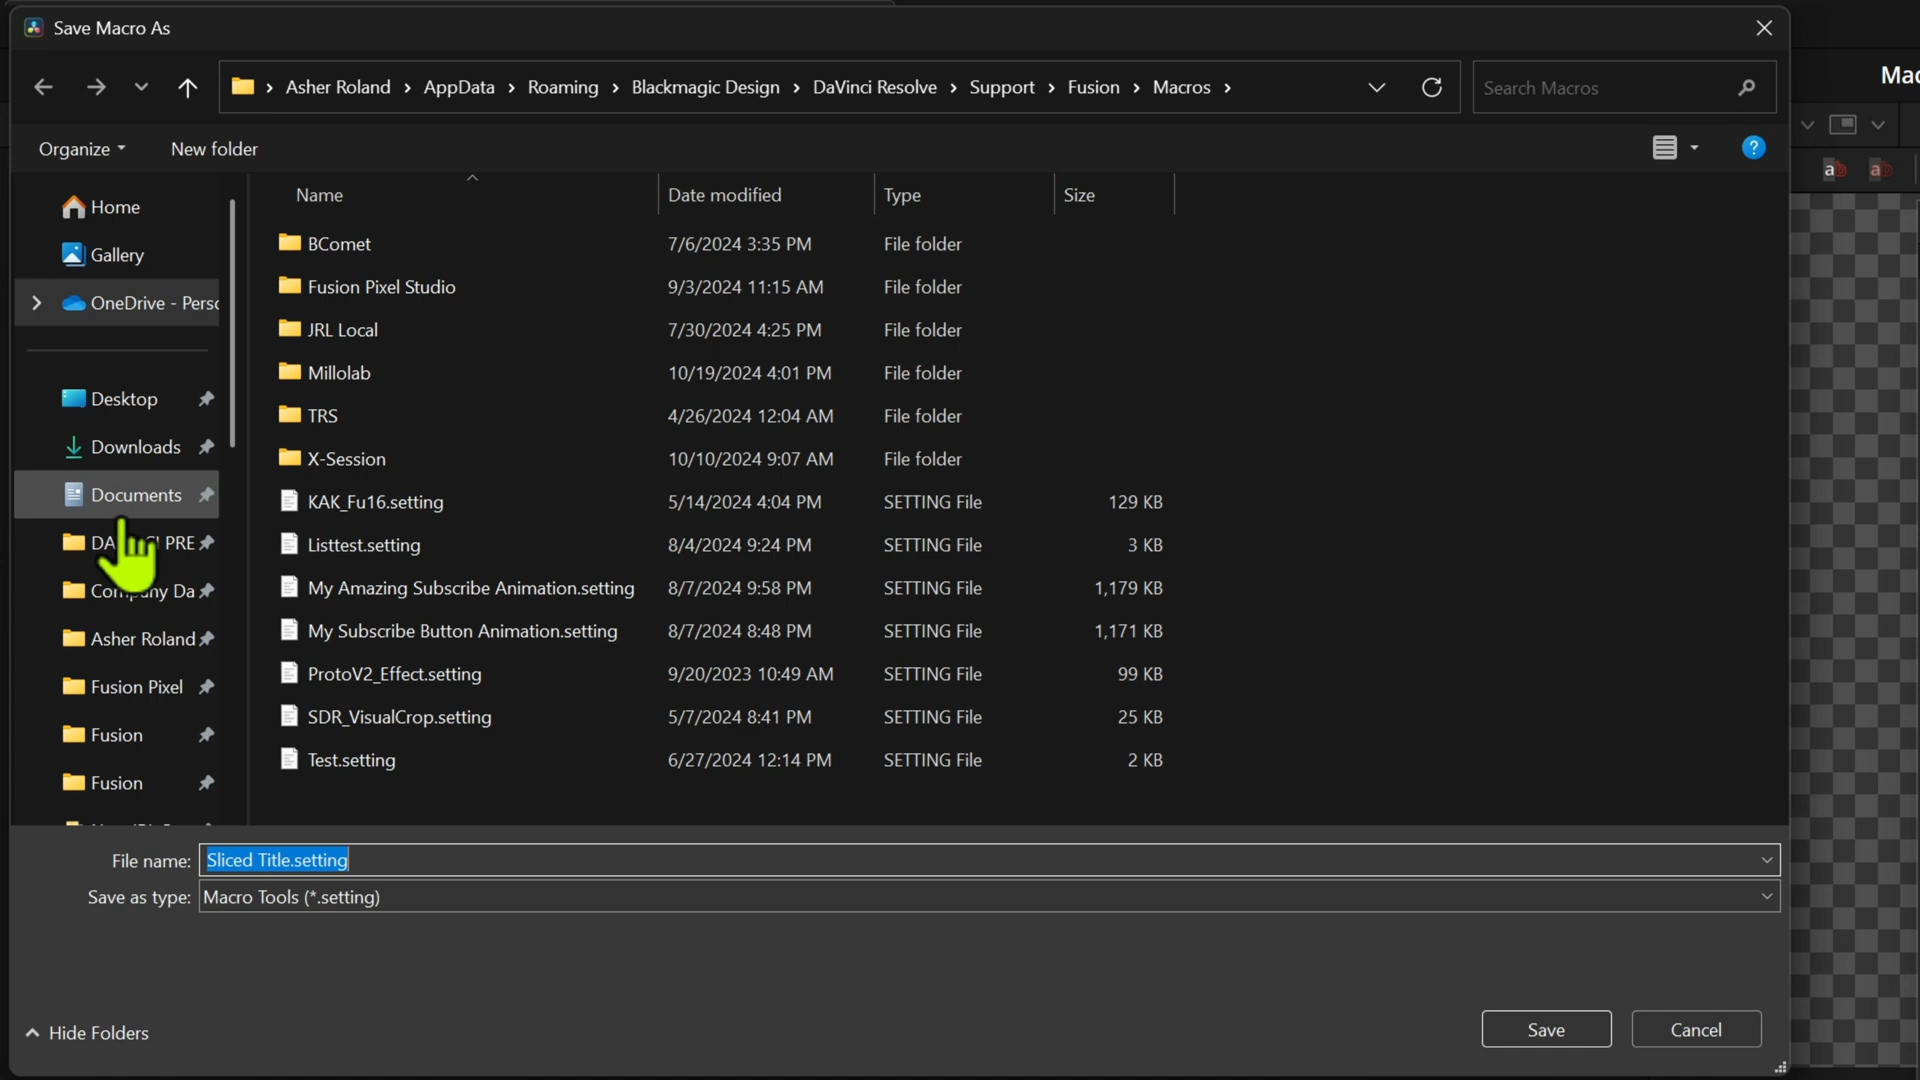 Save Macro As
Asher Roland > AppData > Roaming > Blackmagic Design > DaVinci Resolve > Support > Fusion > Macros >
Search Macros
Mac
Organize
New folder
Home
Gallery
OneDrive - Perso
Desktop
Downloads
Documents
PRE
Company Da
Asher Roland
Fusion Pixel
Fusion
Fusion
Name Date modified Type Size
BComet 7/6/2024 3:35 PM File folder
Fusion Pixel Studio 9/3/2024 11:15 AM File folder
JRL Local 7/30/2024 4:25 PM File folder
Millolab 10/19/2024 4:01 PM File folder
TRS 4/26/2024 12:04 AM File folder
X-Session 10/10/2024 9:07 AM File folder
KAK_Fu16.setting 5/14/2024 4:04 PM SETTING File 129 KB
Listtest.setting 8/4/2024 9:24 PM SETTING File 3 KB
My Amazing Subscribe Animation.setting 8/7/2024 9:58 PM SETTING File 1,179 KB
My Subscribe Button Animation.setting 8/7/2024 8:48 PM SETTING File 1,171 KB
ProtoV2_Effect.setting 9/20/2023 10:49 AM SETTING File 99 KB
SDR_VisualCrop.setting 5/7/2024 8:41 PM SETTING File 25 KB
Test.setting 6/27/2024 12:14 PM SETTING File 2 KB
File name: Sliced Title.setting
Save as type: Macro Tools (*.setting)
Hide Folders
Save
Cancel
?
ab
ab